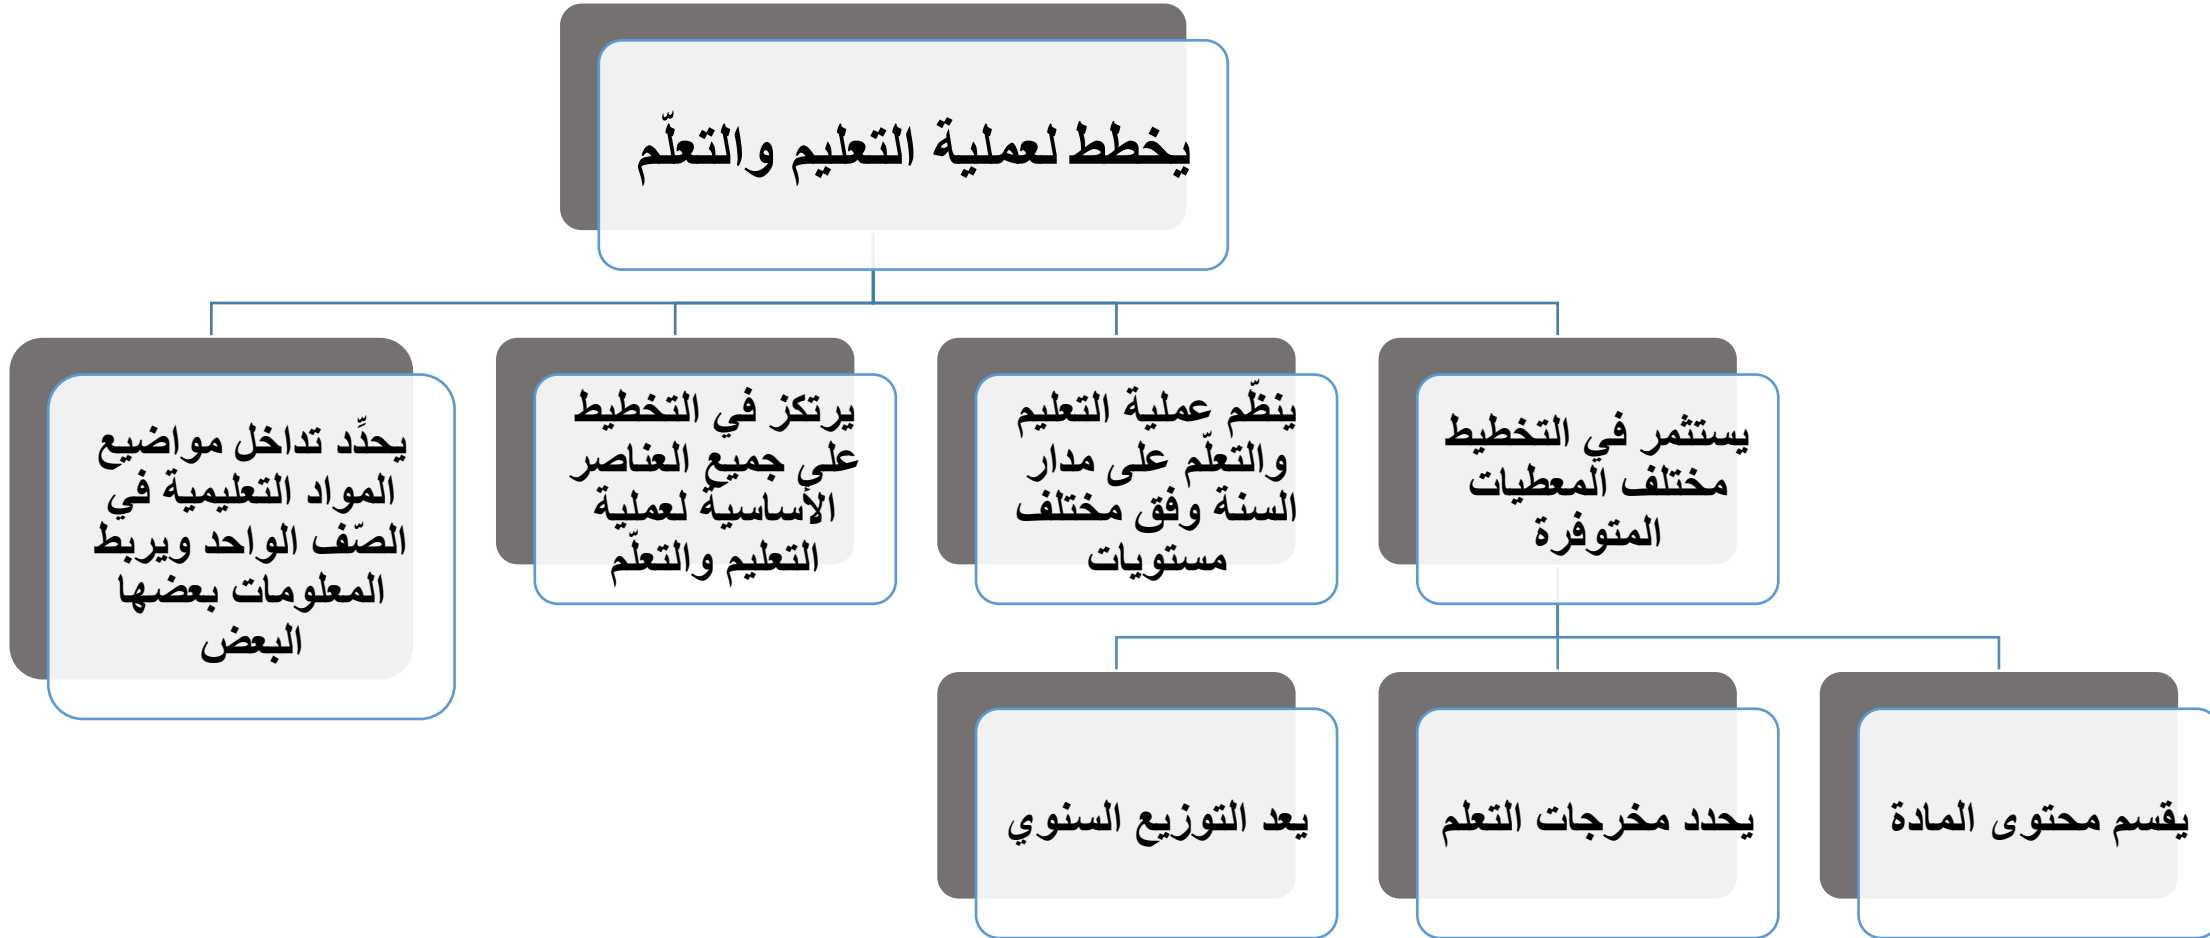 يخطط لعملية التعليم والتعلّم
يستثمر في التخطيط
مختلف المعطيات
المتوفرة
ينظّم عملية التعليم
والتعلّم على مدار
السنة وفق مختلف
مستويات
يرتكز في التخطيط
على جميع العناصر
الأساسية لعملية
التعليم والتعلّم
يحدِّد تداخل مواضيع
المواد التعليمية في
الصّف الواحد ويربط
المعلومات بعضها
البعض
يقسم محتوى المادة
يحدد مخرجات التعلم
يعد التوزيع السنوي